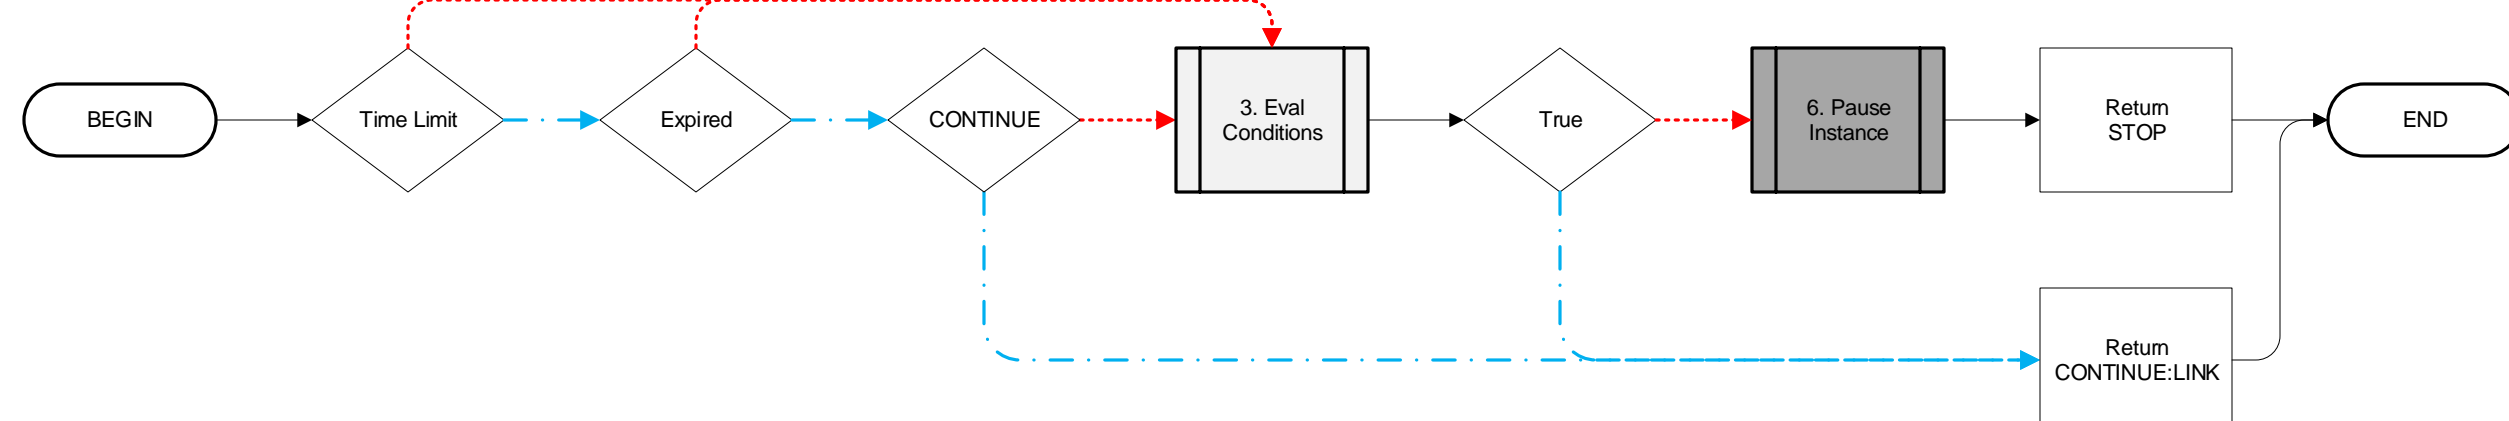 BEGIN
Time Limit
Expired
CONTINUE
3. Eval
Conditions
True
6. Pause
Instance
Return
STOP
END
Return
CONTINUE:LINK